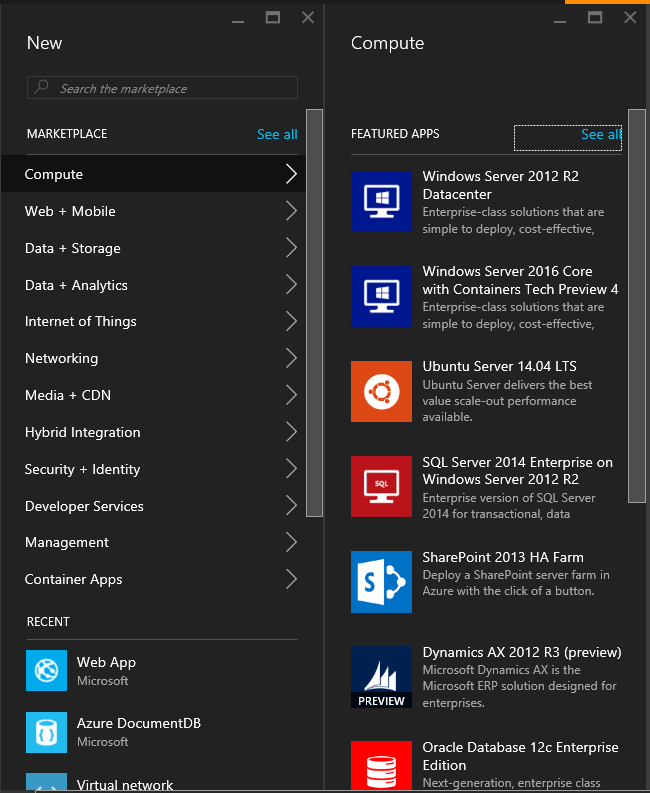 New
Search the marketplace
MARKETPLACE
See all
Compute
Web + Mobile
Data + Storage
Data + Analytics
Internet of Things
Networking
Media + CDN
Hybrid Integration
Security + Identity
Developer Services
Management
Container Apps
RECENT
Web App
Microsoft
Azure DocumentDB
Microsoft
Virtual network
Compute
FEATURED APPS
See all
Windows Server 2012 R2
Datacenter
Enterprise-class solutions that are
simple to deploy, cost-effective,
Windows Server 2016 Core
with Containers Tech Preview 4
Enterprise-class solutions that are
simple to deploy, cost-effective,
Ubuntu Server 14.04 LTS
Ubuntu Server delivers the best
value scale-out performance
available.
SQL
SQL Server 2014 Enterprise on
Windows Server 2012 R2
Enterprise version of SQL Server
2014 for transactional, data
S
SharePoint 2013 HA Farm
Deploy a SharePoint server farm in
Azure with the click of a button.
PREVIEW
Dynamics AX 2012 R3 (preview)
Microsoft Dynamics AX is the
Microsoft ERP solution designed for
enterprises.
Oracle Database 12c Enterprise
Edition
Next-generation, enterprise class